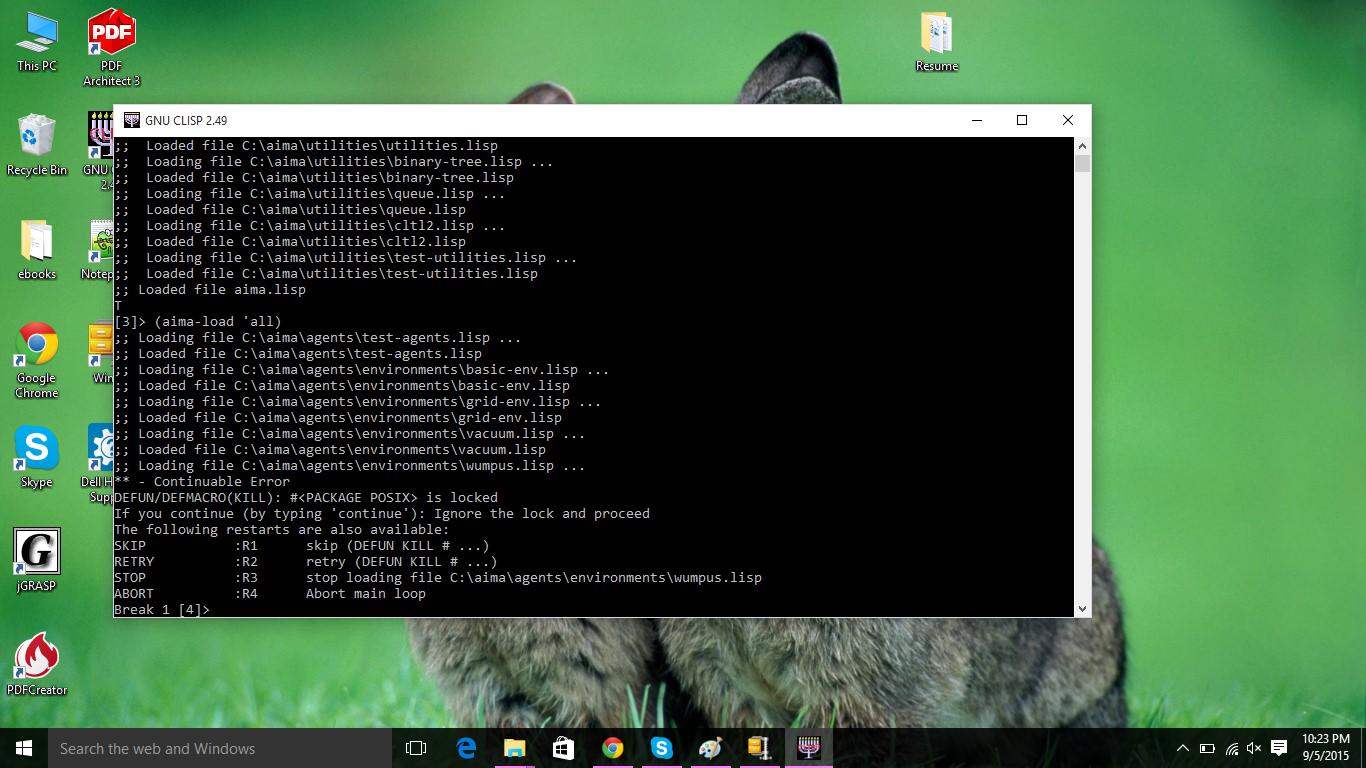 This PC
PDF
PDF
Architect 3
Resume
Recycle Bin
GNU
2.4
ebooks
Notep
Google
Chrome
Win
Skype
Dell H
Supp
G
jGRASP
PDFCreator
GNU CLISP 2.49
;;  Loaded file C:\aima\utilities\utilities.lisp
;;  Loading file C:\aima\utilities\binary-tree.lisp ...
;;  Loaded file C:\aima\utilities\binary-tree.lisp
;;  Loading file C:\aima\utilities\queue.lisp ...
;;  Loaded file C:\aima\utilities\queue.lisp
;;  Loading file C:\aima\utilities\cltl2.lisp ...
;;  Loaded file C:\aima\utilities\cltl2.lisp
;;  Loading file C:\aima\utilities\test-utilities.lisp ...
;;  Loaded file C:\aima\utilities\test-utilities.lisp
;; Loaded file aima.lisp
T
[3]> (aima-load 'all)
;; Loading file C:\aima\agents\test-agents.lisp ...
;; Loaded file C:\aima\agents\test-agents.lisp
;; Loading file C:\aima\agents\environments\basic-env.lisp ...
;; Loaded file C:\aima\agents\environments\basic-env.lisp
;; Loading file C:\aima\agents\environments\grid-env.lisp ...
;; Loaded file C:\aima\agents\environments\grid-env.lisp
;; Loading file C:\aima\agents\environments\vacuum.lisp ...
;; Loaded file C:\aima\agents\environments\vacuum.lisp
;; Loading file C:\aima\agents\environments\wumpus.lisp ...
** - Continuable Error
DEFUN/DEFMACRO(KILL): #<PACKAGE POSIX> is locked
If you continue (by typing 'continue'): Ignore the lock and proceed
The following restarts are also available:
SKIP           :R1      skip (DEFUN KILL # ...)
RETRY          :R2      retry (DEFUN KILL # ...)
STOP           :R3      stop loading file C:\aima\agents\environments\wumpus.lisp
ABORT          :R4      Abort main loop
Break 1 [4]>
Search the web and Windows
10:23 PM
9/5/2015